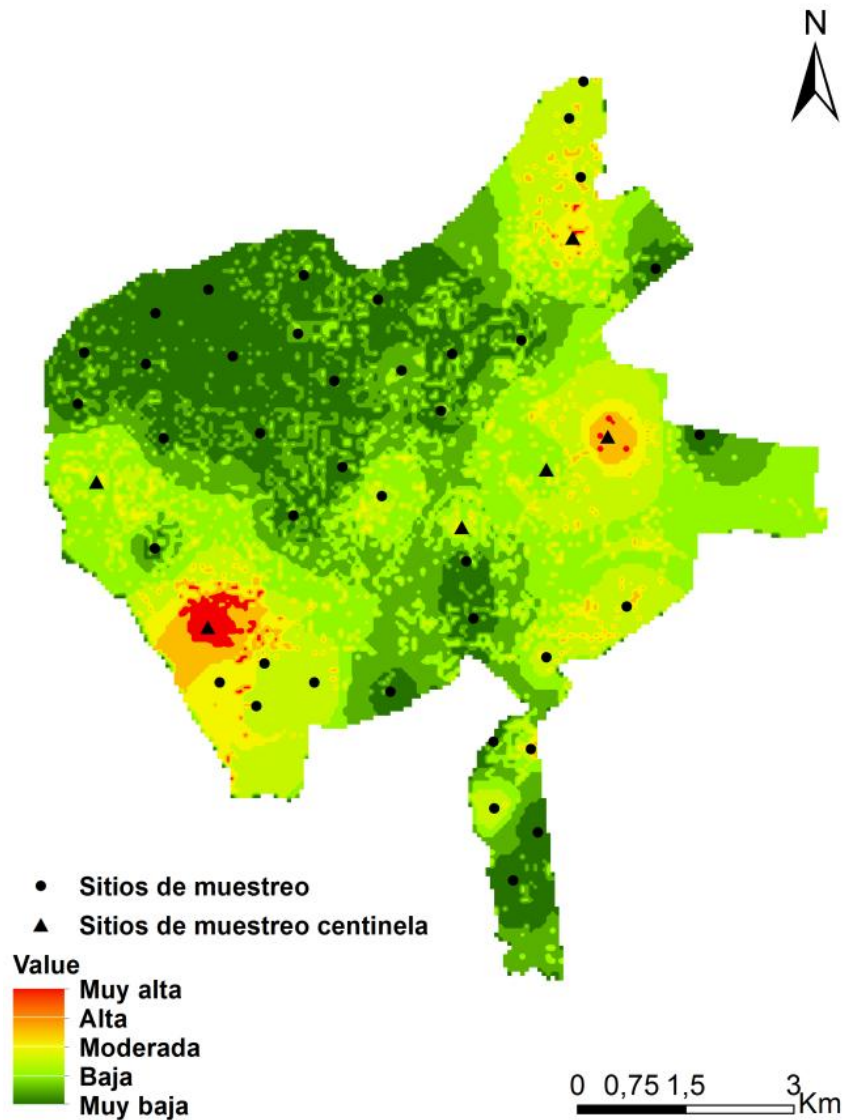 N
Sitios de muestreo
Sitios de muestreo centinela
Value
Muy alta
Alta
Moderada
Baja
Muy baja
0 0,75 1,5 3
Km